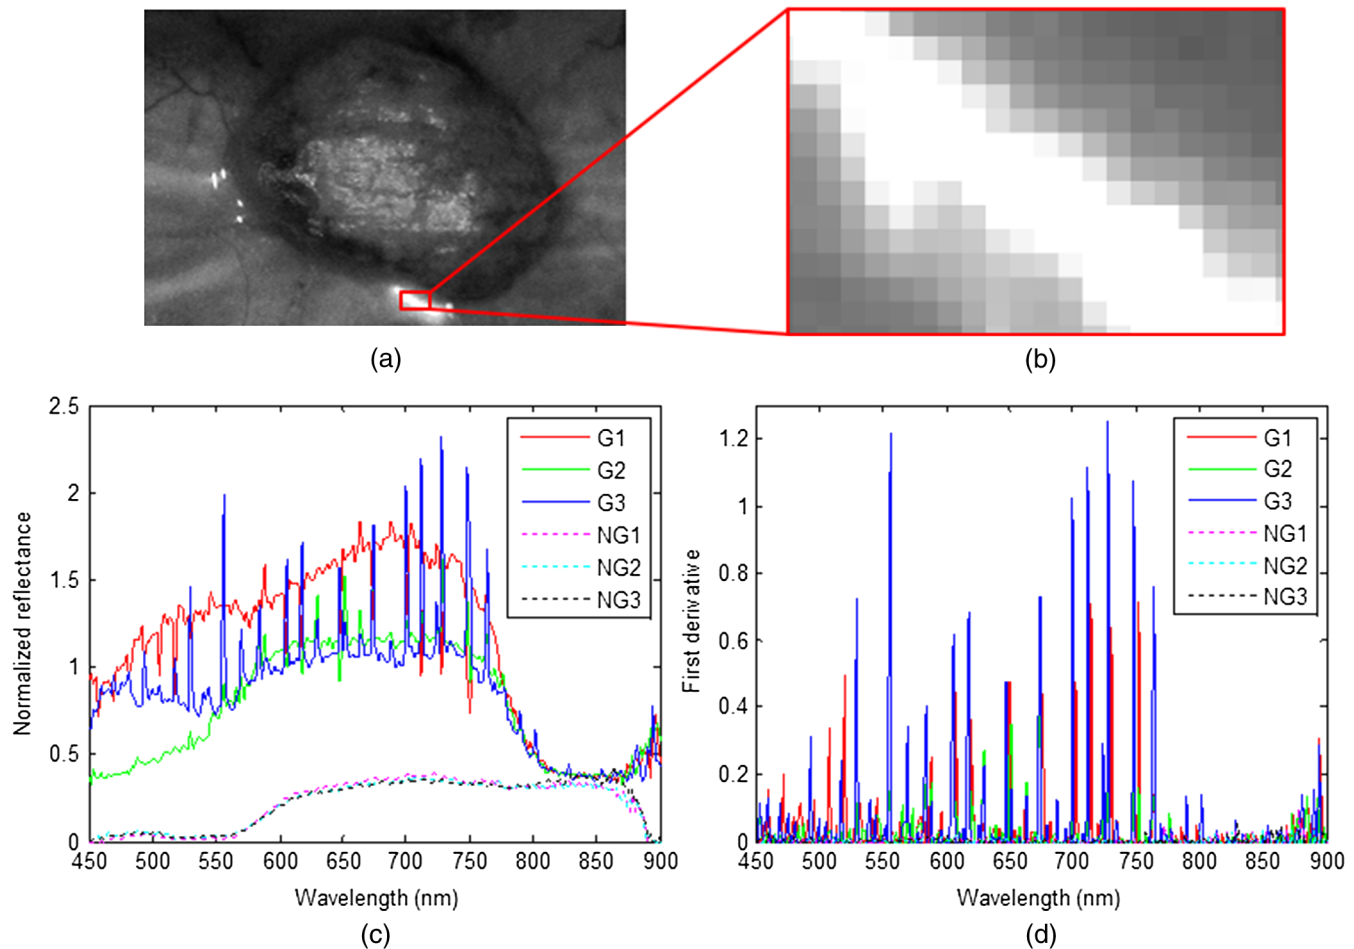 (a)
(b)
2.5
2
1.5
1
0.5
0
450 500 550 600 650 700 750 800 850 900
Normalized reflectance
Wavelength (nm)
G1
G2
G3
NG1
NG2
NG3
(c)
1.2
1
0.8
0.6
0.4
0.2
0
450 500 550 600 650 700 750 800 850 900
First derivative
Wavelength (nm)
G1
G2
G3
NG1
NG2
NG3
(d)